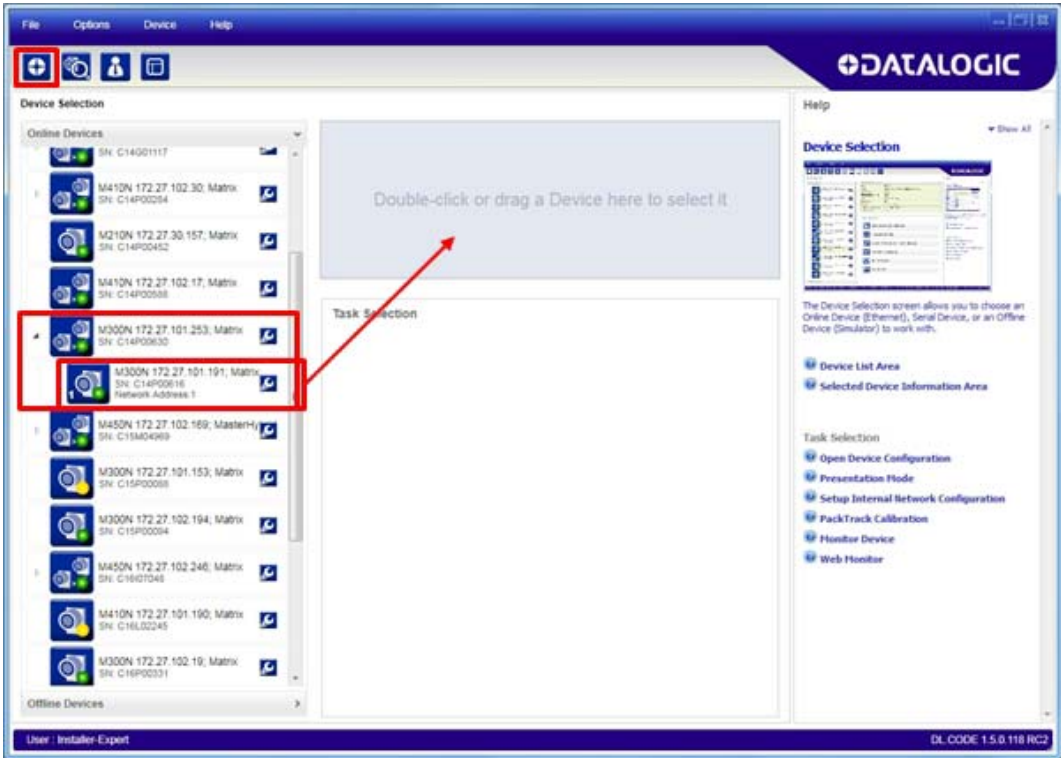 File Options Device Help
DATALOGIC
Device Selection
Online Devices
SN: C14G01117
M410N 172.27.102.30; Matrix
SN: C14P00264
M210N 172.27.30.157; Matrix
SN: C14P00452
M410N 172.27.102.17; Matrix
SN: C14P00588
M300N 172.27.101.253; Matrix
SN: C14P00630
M300N 172.27.101.191; Matrix
SN: C14P00616
Network Address:1
M450N 172.27.102.169; MasterHy
SN: C15M04969
M300N 172.27.101.153; Matrix
SN: C15P00088
M300N 172.27.102.194; Matrix
SN: C15P00094
M450N 172.27.102.246; Matrix
SN: C16I07046
M410N 172.27.101.190; Matrix
SN: C16L02245
M300N 172.27.102.19; Matrix
SN: C16P00331
Offline Devices
Double-click or drag a Device here to select it
Task Selection
Help
Show All
Device Selection
The Device Selection screen allows you to choose an
Online Device (Ethernet), Serial Device, or an Offline
Device (Simulator) to work with.
Device List Area
Selected Device Information Area
Task Selection
Open Device Configuration
Presentation Mode
Setup Internal Network Configuration
PackTrack Calibration
Monitor Device
Web Monitor
User : Installer-Expert
DL.CODE 1.5.0.118 RC2